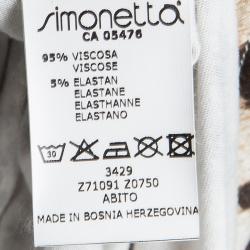 simonetta
CA 05476
95% VISCOSA
VISCOSE
5% ELASTAN
ELASTANE
ELASTHANNE
ELASTANO
30
3429
Z71091 Z0750
ABITO
MADE IN BOSNIA HERZEGOVINA